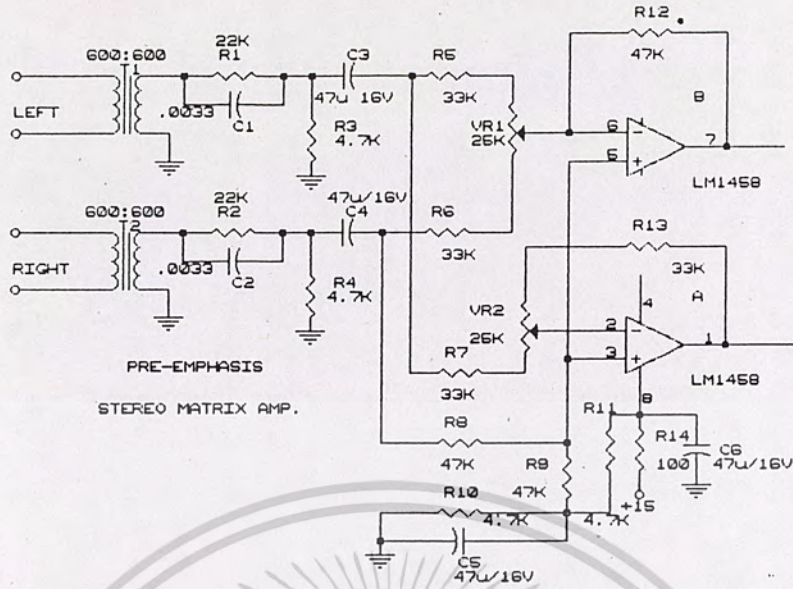 R12
47K
22K
600:600
R1
C3
R5
1
LEFT
.0033
C1
47u 16V
33K
R3
4.7K
VR1
25K
6
5
B
7
LM1458
22K
47u/16V
600:600
R2
C4
R6
2
RIGHT
.0033
C2
33K
R13
33K
R4
4.7K
VR2
25K
4
A
2
3
1
LM1458
PRE-EMPHASIS
R7
33K
STEREO MATRIX AMP.
R8
47K
R11
8
R14
100
C6
47u/16V
R9
47K
R10
4.7K
4.7K
+15
C5
47u/16V